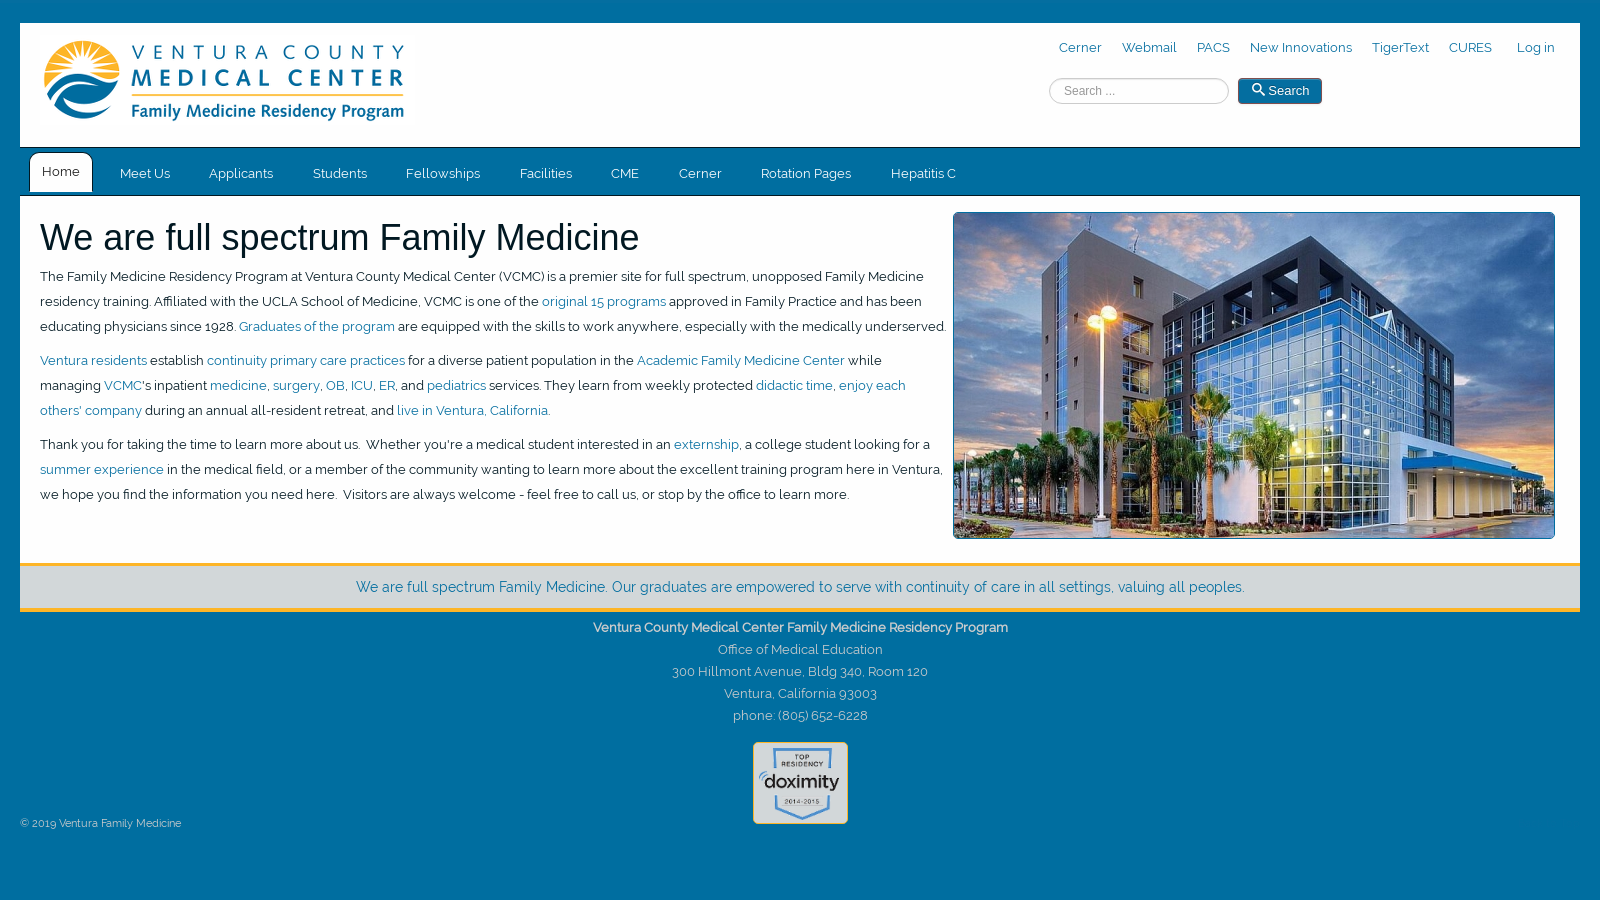 VENTURA COUNTY
MEDICAL CENTER
Family Medicine Residency Program
Cerner Webmail PACS New Innovations TigerText CURES Log in
Search ... Search
Home Meet Us Applicants Students Fellowships Facilities CME Cerner Rotation Pages Hepatitis C
We are full spectrum Family Medicine
The Family Medicine Residency Program at Ventura County Medical Center (VCMC) is a premier site for full spectrum, unopposed Family Medicine
residency training. Affiliated with the UCLA School of Medicine, VCMC is one of the original 15 programs approved in Family Practice and has been
educating physicians since 1928. Graduates of the program are equipped with the skills to work anywhere, especially with the medically underserved.
Ventura residents establish continuity primary care practices for a diverse patient population in the Academic Family Medicine Center while
managing VCMC's inpatient medicine, surgery, OB, ICU, ER, and pediatrics services. They learn from weekly protected didactic time, enjoy each
others' company during an annual all-resident retreat, and live in Ventura, California.
Thank you for taking the time to learn more about us.  Whether you're a medical student interested in an externship, a college student looking for a
summer experience in the medical field, or a member of the community wanting to learn more about the excellent training program here in Ventura,
we hope you find the information you need here.  Visitors are always welcome - feel free to call us, or stop by the office to learn more.
We are full spectrum Family Medicine. Our graduates are empowered to serve with continuity of care in all settings, valuing all peoples.
Ventura County Medical Center Family Medicine Residency Program
Office of Medical Education
300 Hillmont Avenue, Bldg 340, Room 120
Ventura, California 93003
phone: (805) 652-6228
TOP
RESIDENCY
doximity
2014-2015
© 2019 Ventura Family Medicine